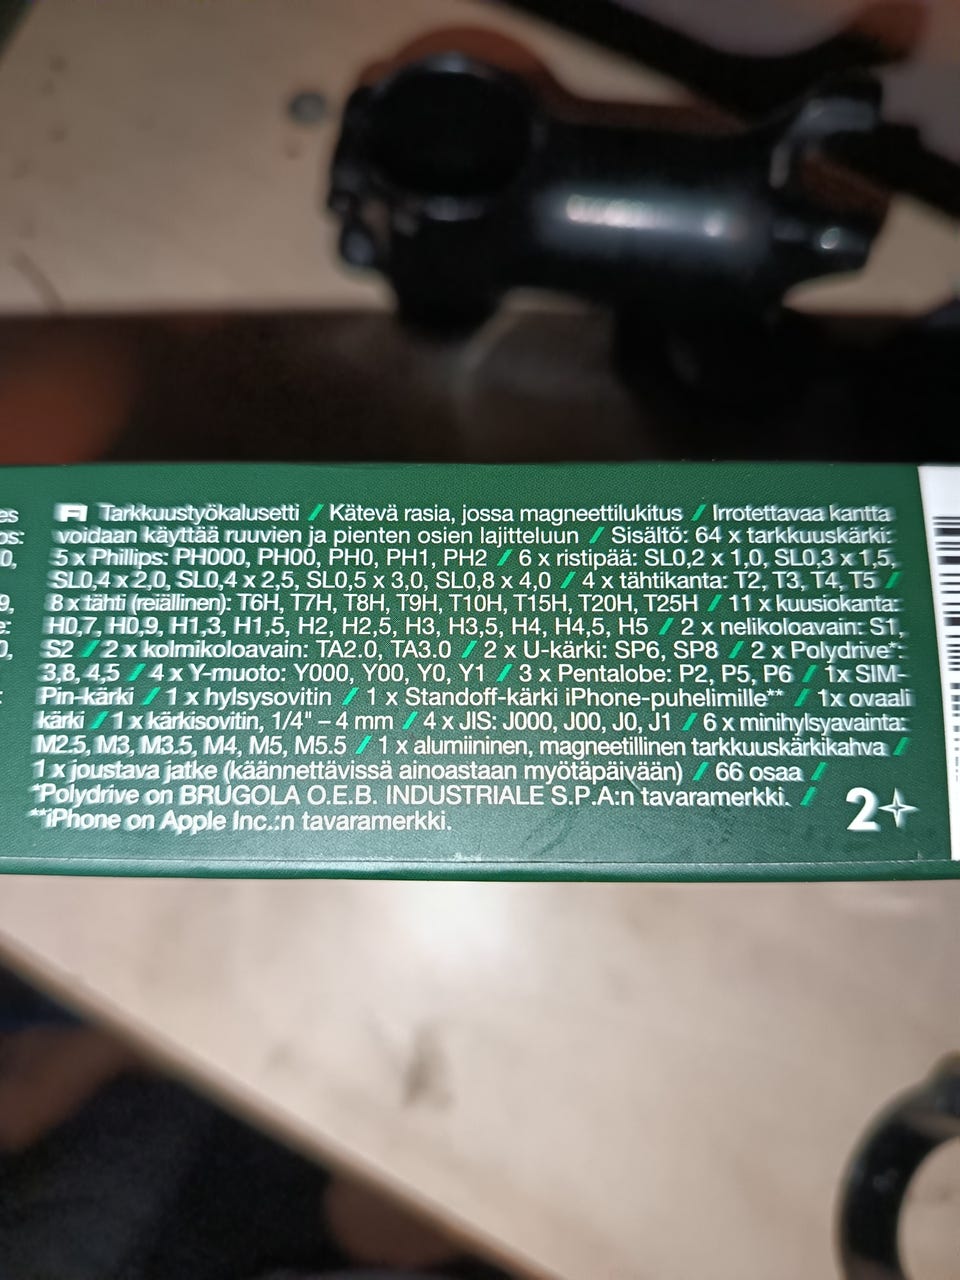 es
os:
0,
9,
e:
0,
:
FI Tarkkuustyökalusetti / Kätevä rasia, jossa magneettilukitus / Irrotettavaa kantta
voidaan käyttää ruuvien ja pienten osien lajitteluun / Sisältö: 64 x tarkkuuskärki:
5 x Phillips: PH000, PH00, PH0, PH1, PH2 / 6 x ristipää: SL0,2 x 1,0, SL0,3 x 1,5,
SL0,4 x 2,0, SL0,4 x 2,5, SL0,5 x 3,0, SL0,8 x 4,0 / 4 x tähtikanta: T2, T3, T4, T5 /
8 x tähti (reiällinen): T6H, T7H, T8H, T9H, T10H, T15H, T20H, T25H / 11 x kuusiokanta:
H0,7, H0,9, H1,3, H1,5, H2, H2,5, H3, H3,5, H4, H4,5, H5 / 2 x nelikoloavain: S1,
S2 / 2 x kolmikoloavain: TA2.0, TA3.0 / 2 x U-kärki: SP6, SP8 / 2 x Polydrive*:
3,8, 4,5 / 4 x Y-muoto: Y000, Y00, Y0, Y1 / 3 x Pentalobe: P2, P5, P6 / 1x SIM-
Pin-kärki / 1 x hylsysovitin / 1 x Standoff-kärki iPhone-puhelimille** / 1x ovaali
kärki / 1 x kärkisovitin, 1/4" – 4 mm / 4 x JIS: J000, J00, J0, J1 / 6 x minihylsyavainta:
M2.5, M3, M3.5, M4, M5, M5.5 / 1 x alumiininen, magneetillinen tarkkuuskärkikahva /
1 x joustava jatke (käännettävissä ainoastaan myötäpäivään) / 66 osaa /
*Polydrive on BRUGOLA O.E.B. INDUSTRIALE S.P.A:n tavaramerkki. /
**iPhone on Apple Inc.:n tavaramerkki.
2